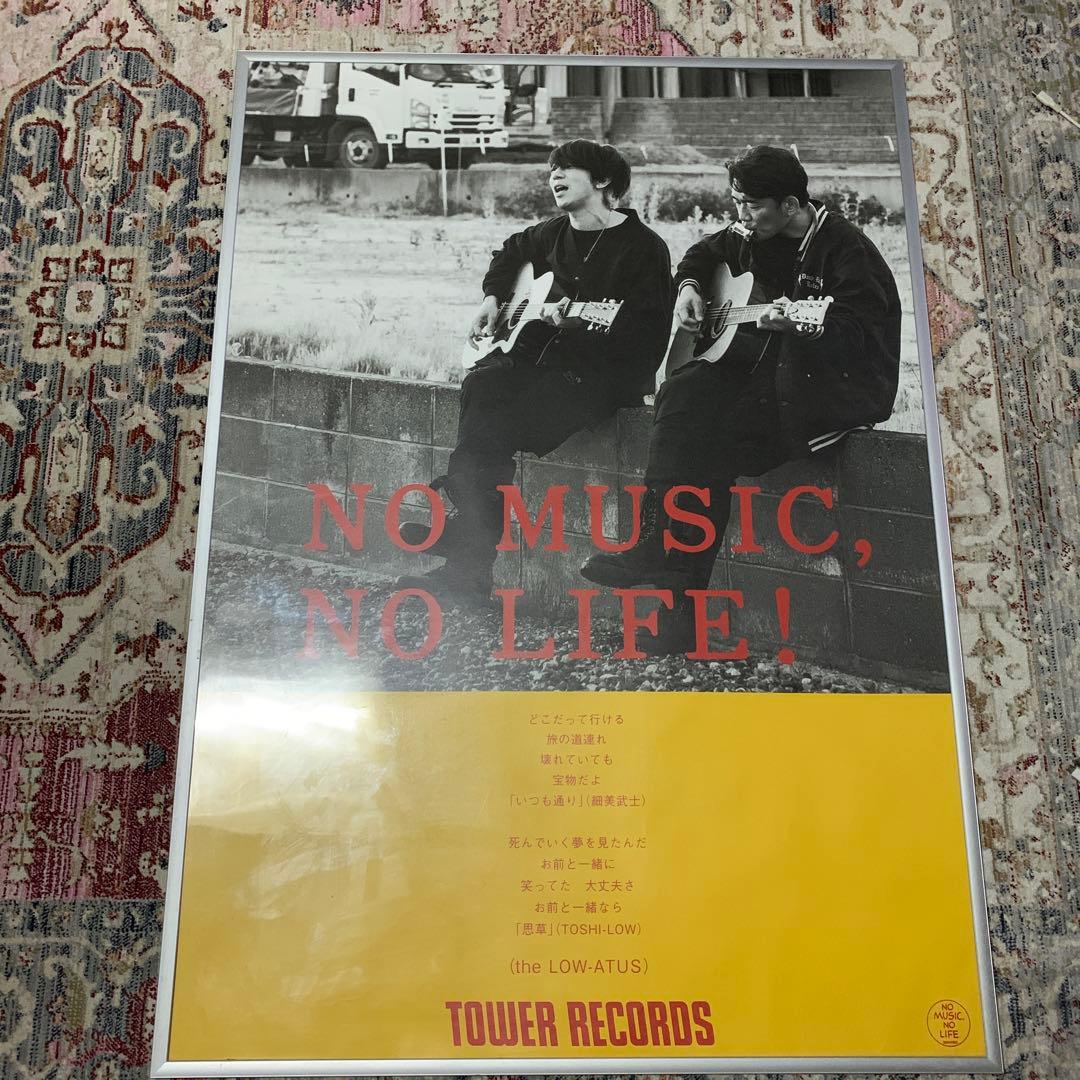 NO MUSIC,
NO LIFE!
どこだって行ける
旅の道連れ
壊れていても
宝物だよ
「いつも通り」(細美武士)
死んでいく夢を見たんだ
お前と一緒に
笑ってた 大丈夫さ
お前と一緒なら
「思草」(TOSHI-LOW)
(the LOW-ATUS)
TOWER RECORDS
NO
MUSIC,
NO
LIFE